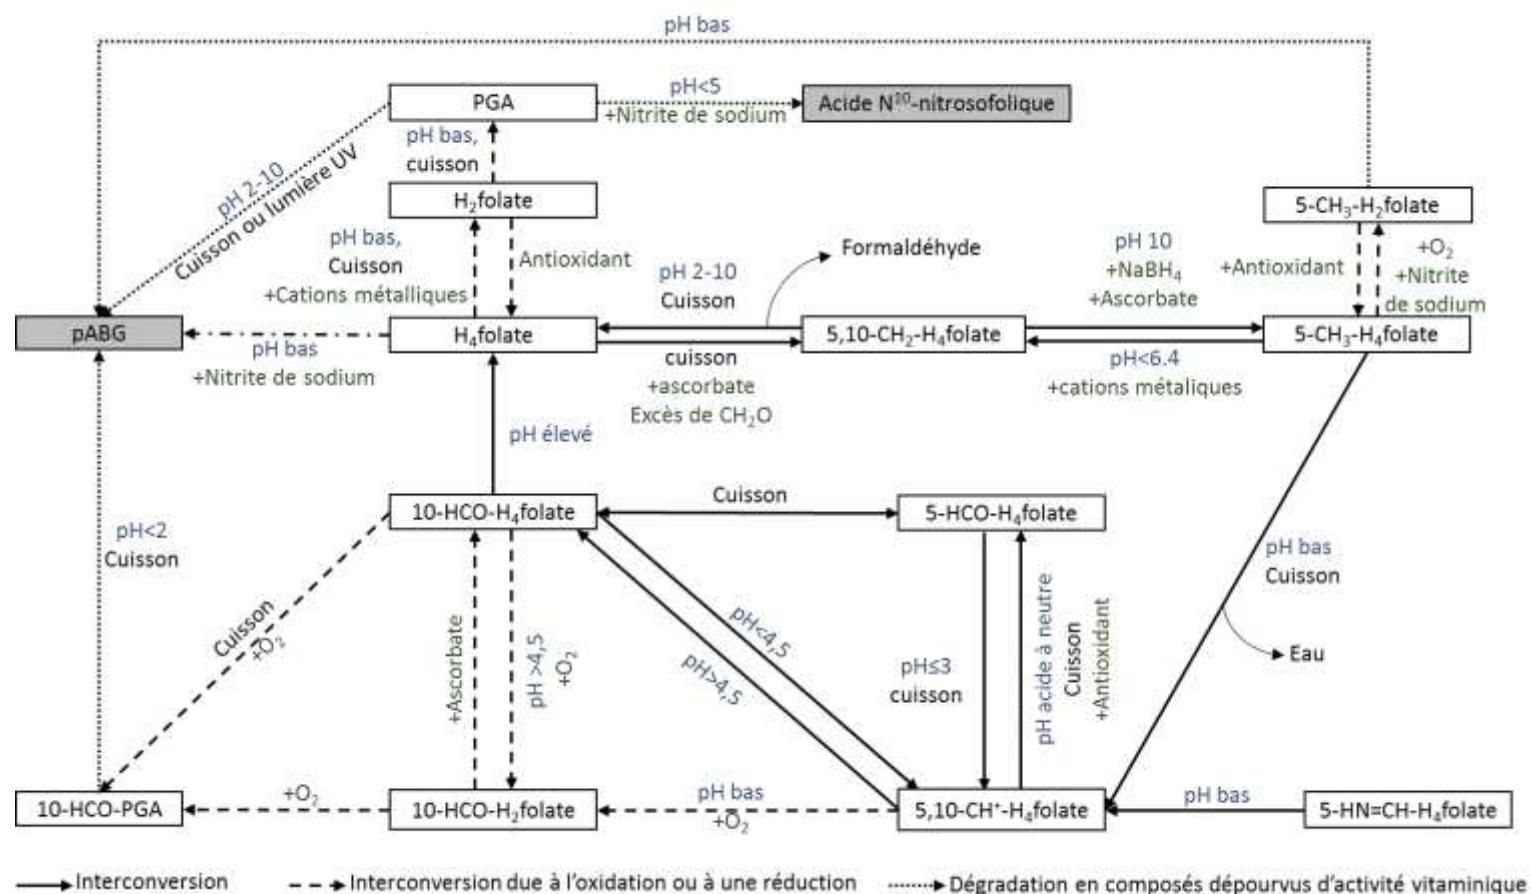 pH bas
PGA
pH<5
+Nitrite de sodium
Acide N¹⁰-nitrosofolique
pH bas,
cuisson
pH 2-10
Cuisson ou lumière UV
H₂folate
5-CH₃-H₂folate
pH bas,
Cuisson
+Cations métalliques
Antioxidant
pH 2-10
Cuisson
Formaldéhyde
pH 10
+NaBH₄
+Ascorbate
+Antioxidant
+O₂
+Nitrite
de sodium
pABG
H₄folate
5,10-CH₂-H₄folate
5-CH₃-H₄folate
pH bas
+Nitrite de sodium
cuisson
+ascorbate
Excès de CH₂O
pH<6.4
+cations métaliques
pH élevé
10-HCO-H₄folate
Cuisson
5-HCO-H₄folate
pH<2
Cuisson
Cuisson
+O₂
+Ascorbate
pH >4,5
+O₂
pH<4,5
pH>4,5
pH≤3
cuisson
pH acide à neutre
Cuisson
+Antioxidant
pH bas
Cuisson
Eau
10-HCO-PGA
+O₂
10-HCO-H₂folate
pH bas
+O₂
5,10-CH⁺-H₄folate
pH bas
5-HN=CH-H₄folate
Interconversion
Interconversion due à l'oxidation ou à une réduction
Dégradation en composés dépourvus d'activité vitaminique